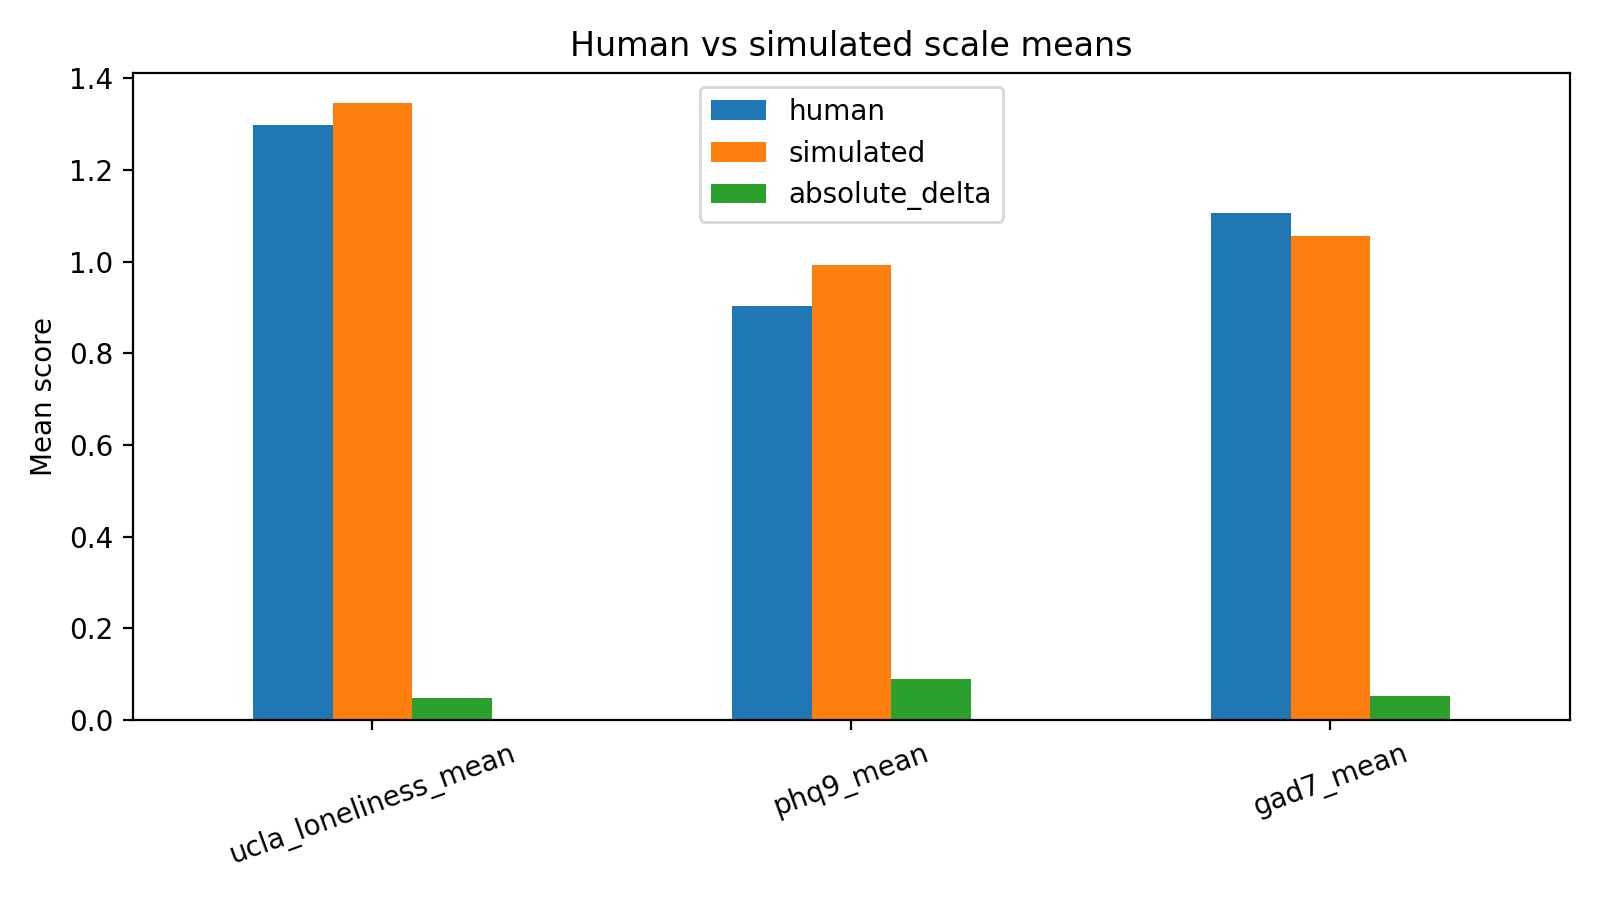 Human vs simulated scale means
human
simulated
absolute_delta
Mean score
1.4
1.2
1.0
0.8
0.6
0.4
0.2
0.0
ucla_loneliness_mean
phq9_mean
gad7_mean